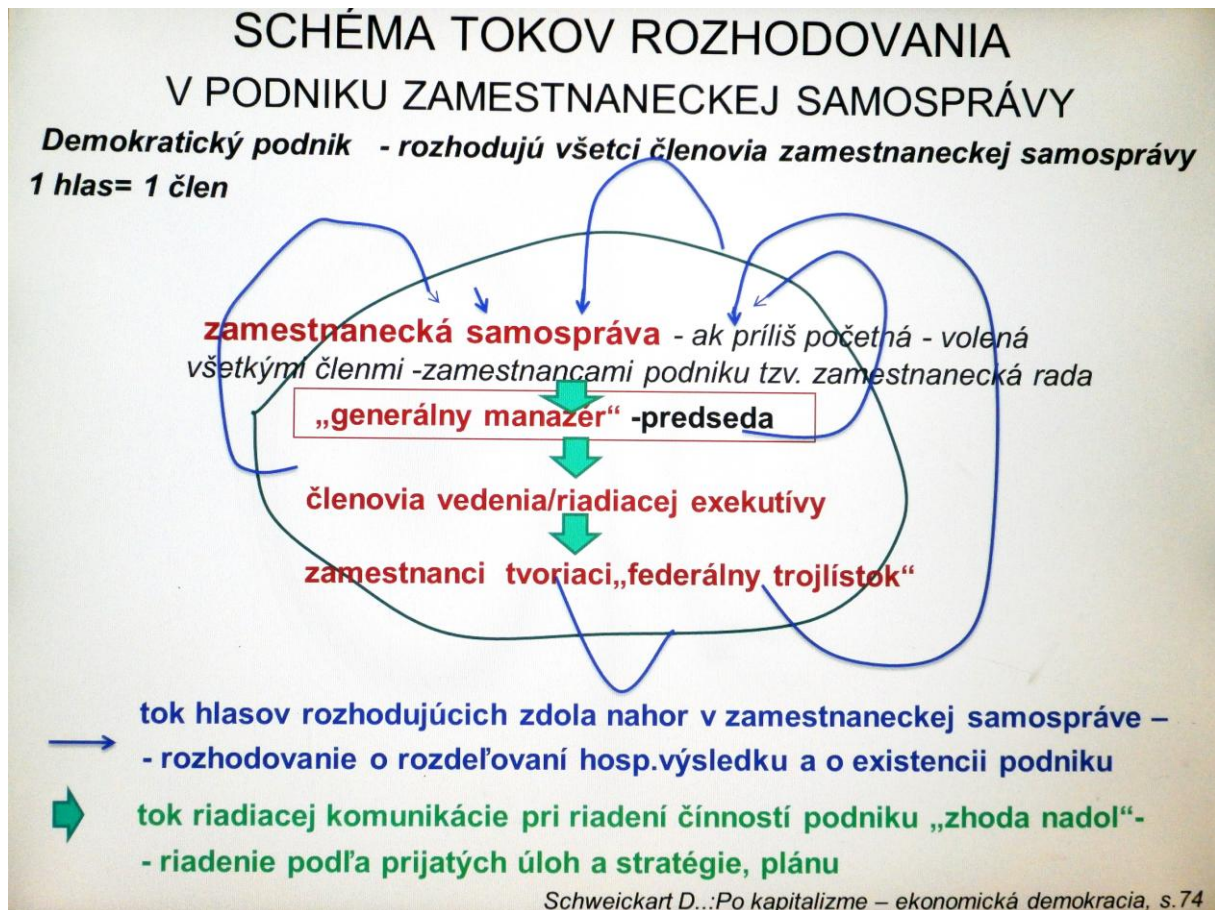 SCHÉMA TOKOV ROZHODOVANIA
V PODNIKU ZAMESTNANECKEJ SAMOSPRÁVY
Demokratický podnik - rozhodujú všetci členovia zamestnaneckej samosprávy
1 hlas= 1 člen
zamestnanecká samospráva - ak príliš početná - volená
všetkými členmi -zamestnancami podniku tzv. zamestnanecká rada
„generálny manažér“ -predseda
členovia vedenia/riadiacej exekutívy
zamestnanci tvoriaci„federálny trojlístok“
tok hlasov rozhodujúcich zdola nahor v zamestnaneckej samospráve –
- rozhodovanie o rozdeľovaní hosp.výsledku a o existencii podniku
tok riadiacej komunikácie pri riadení činností podniku „zhoda nadol“-
- riadenie podľa prijatých úloh a stratégie, plánu
Schweickart D..:Po kapitalizme – ekonomická demokracia, s.74